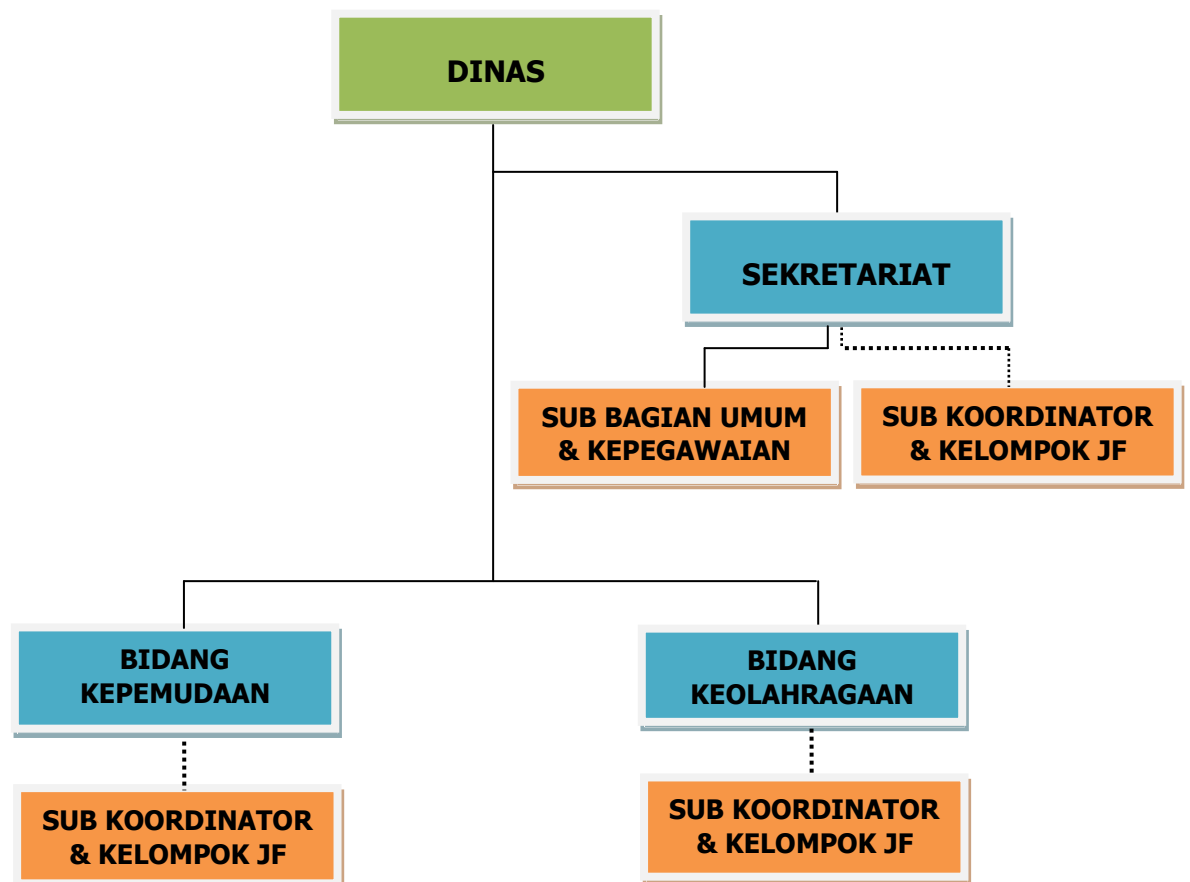 DINAS
SEKRETARIAT
SUB BAGIAN UMUM
& KEPEGAWAIAN
SUB KOORDINATOR
& KELOMPOK JF
BIDANG
KEPEMUDAAN
BIDANG
KEOLAHRAGAAN
SUB KOORDINATOR
& KELOMPOK JF
SUB KOORDINATOR
& KELOMPOK JF